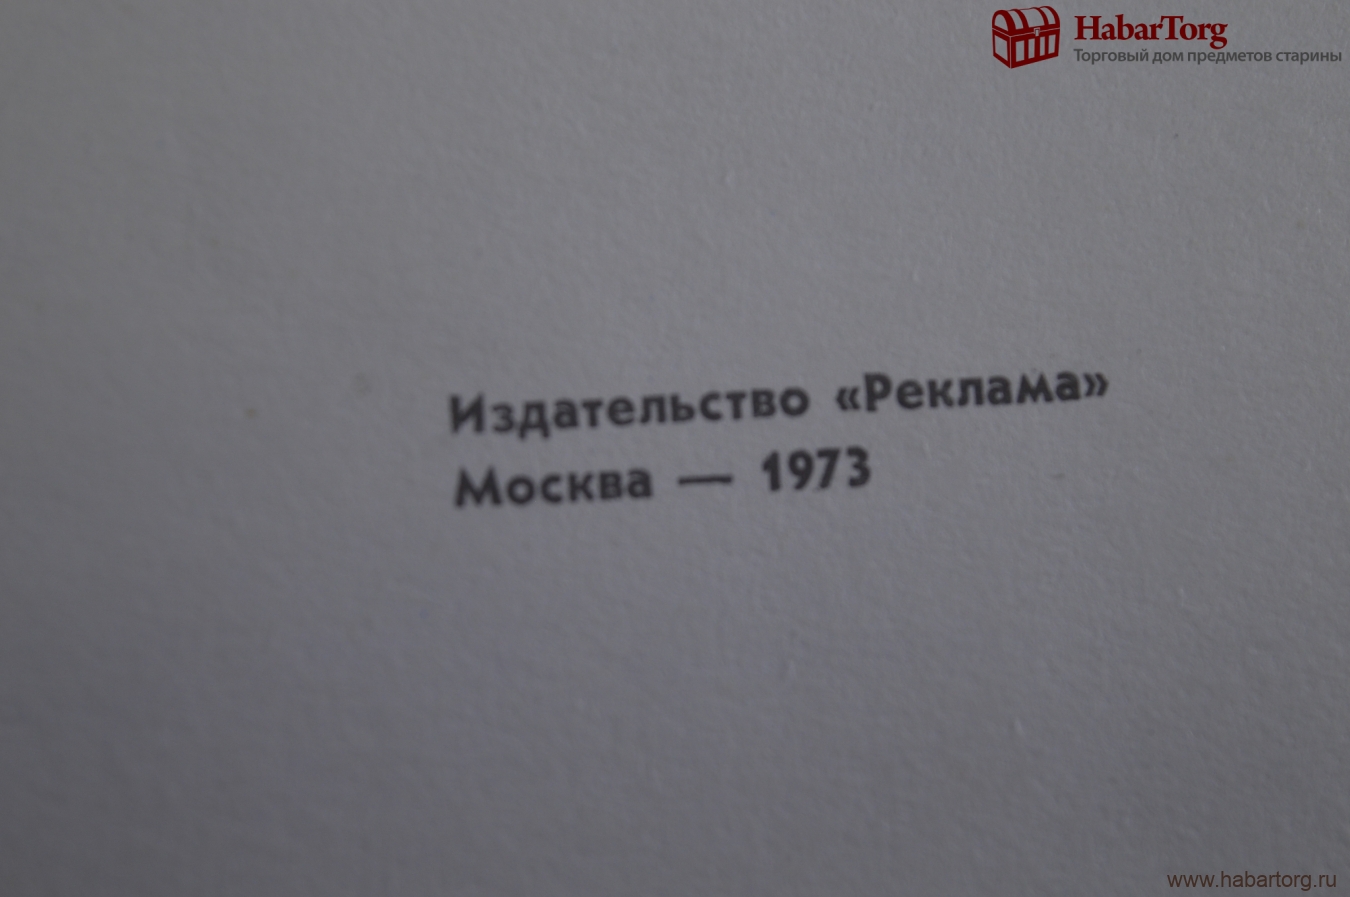 HabarTorg
Торговый дом предметов старины
Издательство «Реклама»
Москва — 1973
www.habartorg.ru